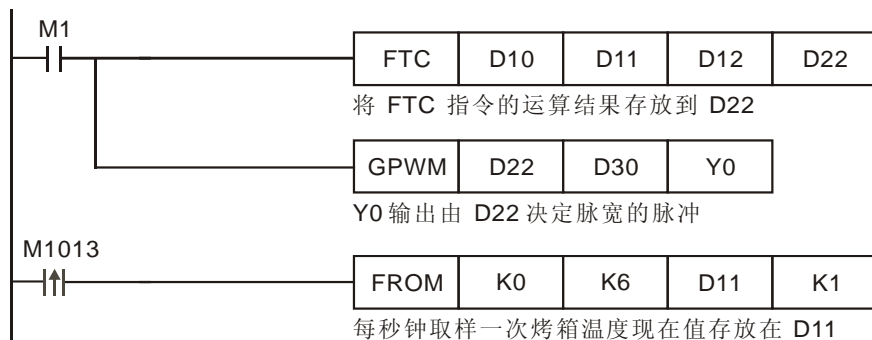 M1
FTC D10 D11 D12 D22
将 FTC 指令的运算结果存放到 D22
GPWM D22 D30 Y0
Y0 输出由 D22 决定脉宽的脉冲
M1013
FROM K0 K6 D11 K1
每秒钟取样一次烤箱温度现在值存放在 D11